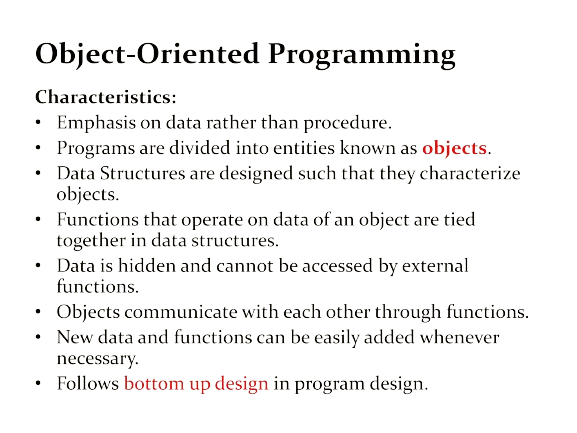 Object-Oriented Programming
Characteristics:
• Emphasis on data rather than procedure.
• Programs are divided into entities known as objects.
• Data Structures are designed such that they characterize
objects.
• Functions that operate on data of an object are tied
together in data structures.
• Data is hidden and cannot be accessed by external
functions.
• Objects communicate with each other through functions.
• New data and functions can be easily added whenever
necessary.
• Follows bottom up design in program design.